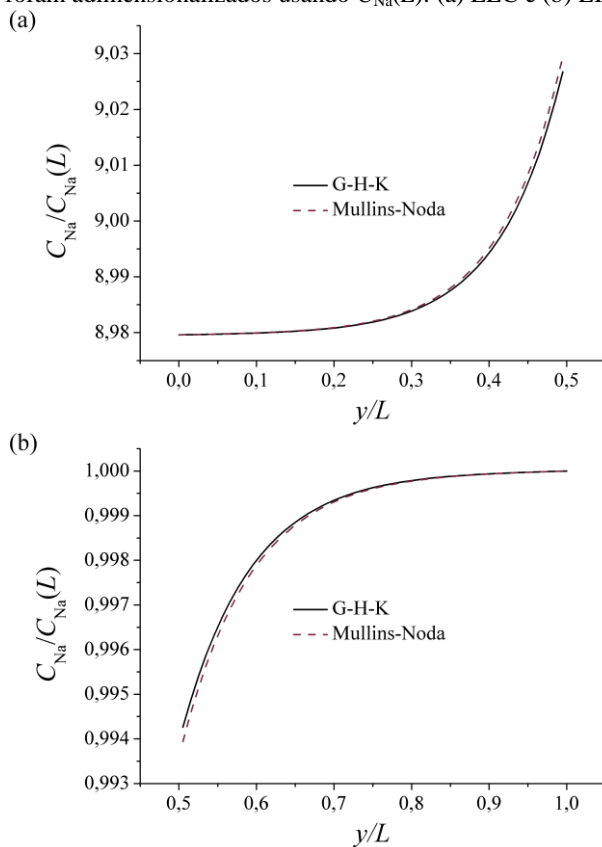 foram adimensionalizados usando C_Na(L). (a)
(a)
9,03
9,02
9,01
9,00
8,99
8,98
C_Na/C_Na(L)
G-H-K
Mullins-Noda
0,0 0,1 0,2 0,3 0,4 0,5
y/L
(b)
1,000
0,999
0,998
0,997
0,996
0,995
0,994
0,993
C_Na/C_Na(L)
G-H-K
Mullins-Noda
0,5 0,6 0,7 0,8 0,9 1,0
y/L